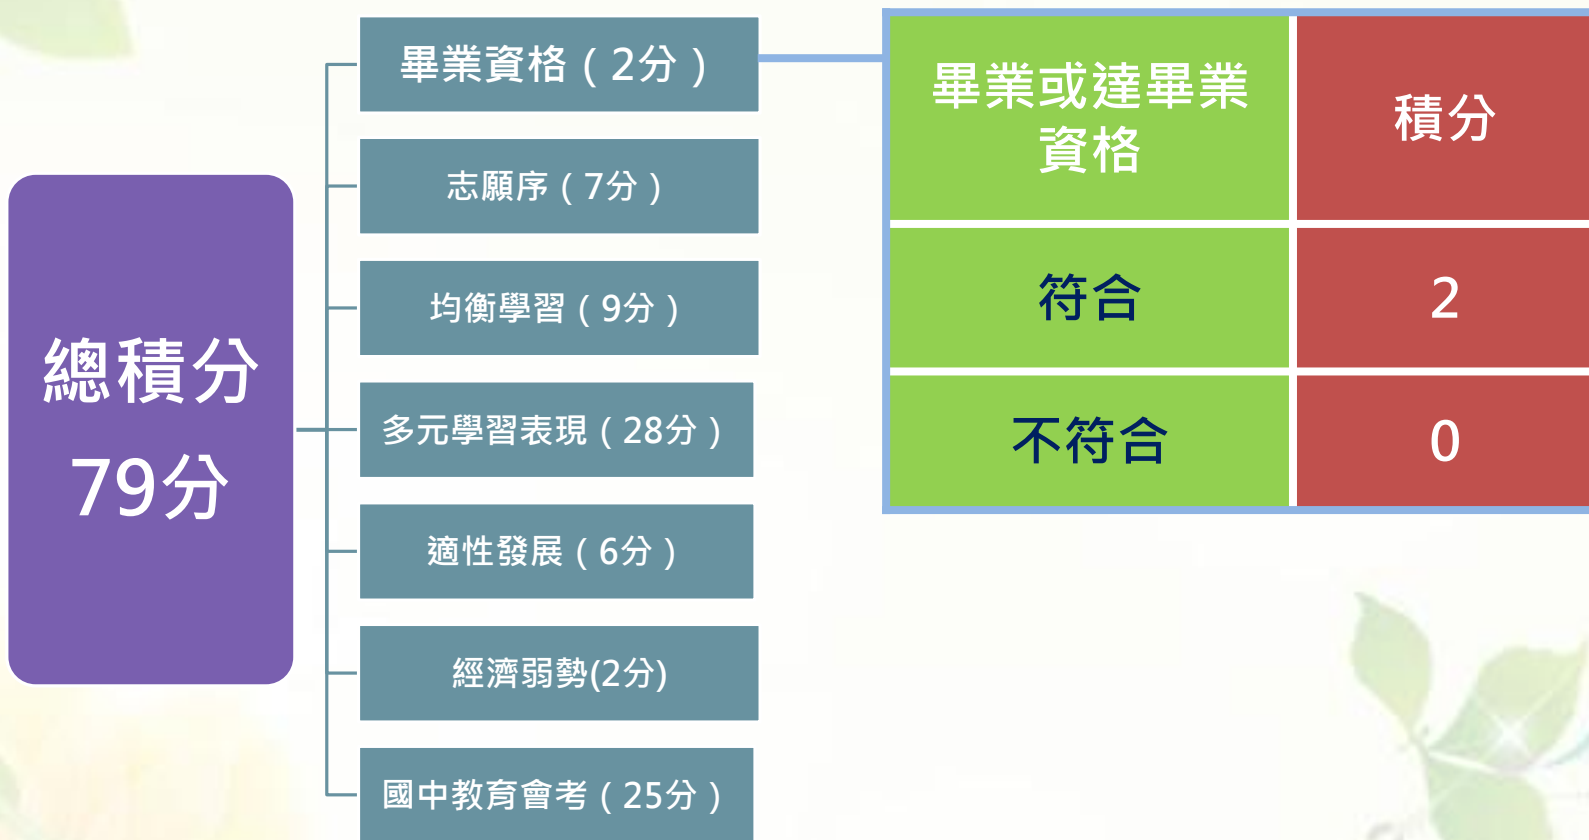 總積分
79分
畢業資格（2分）
志願序（7分）
均衡學習（9分）
多元學習表現（28分）
適性發展（6分）
經濟弱勢(2分)
國中教育會考（25分）
畢業或達畢業
資格
積分
符合
2
不符合
0